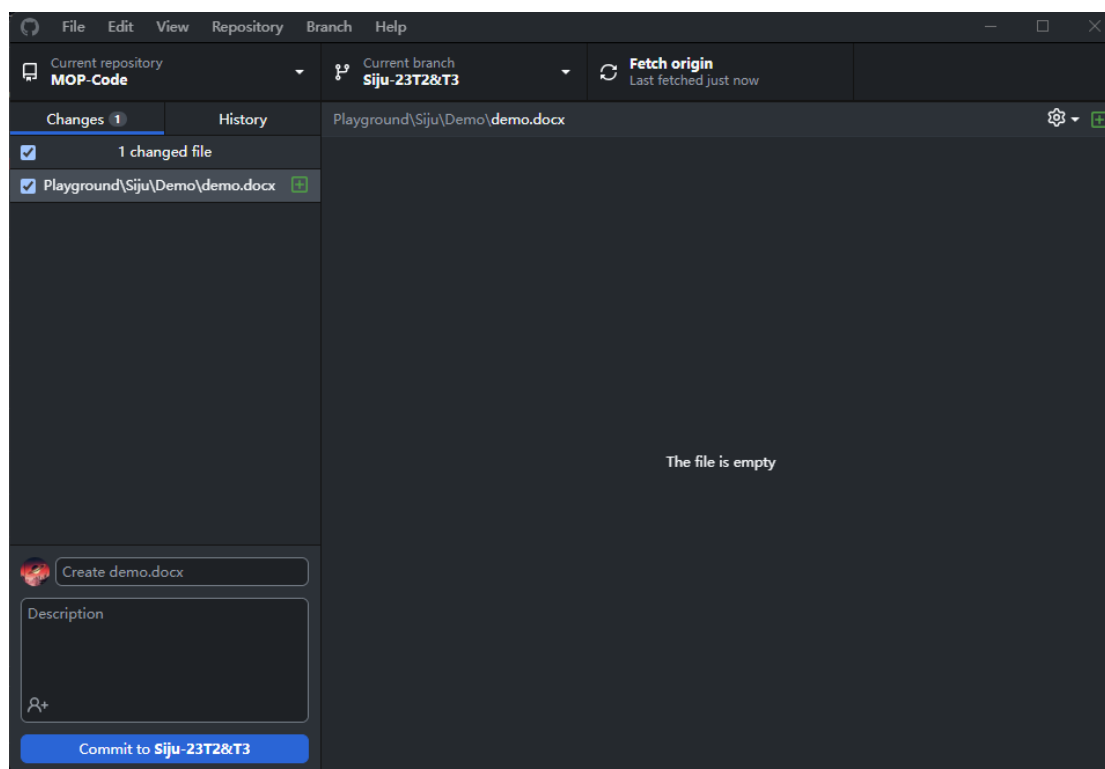 File Edit View Repository Branch Help
Current repository
MOP-Code
Current branch
Siju-23T2&T3
Fetch origin
Last fetched just now
Changes 1
History
Playground\Siju\Demo\demo.docx
1 changed file
Playground\Siju\Demo\demo.docx
The file is empty
Create demo.docx
Description
Commit to Siju-23T2&T3